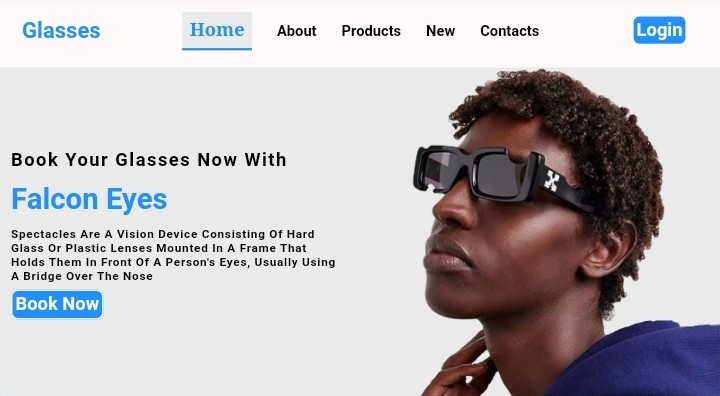 Glasses
Home
About
Products
New
Contacts
Login
Book Your Glasses Now With
Falcon Eyes
Spectacles Are A Vision Device Consisting Of Hard
Glass Or Plastic Lenses Mounted In A Frame That
Holds Them In Front Of A Person's Eyes, Usually Using
A Bridge Over The Nose
Book Now